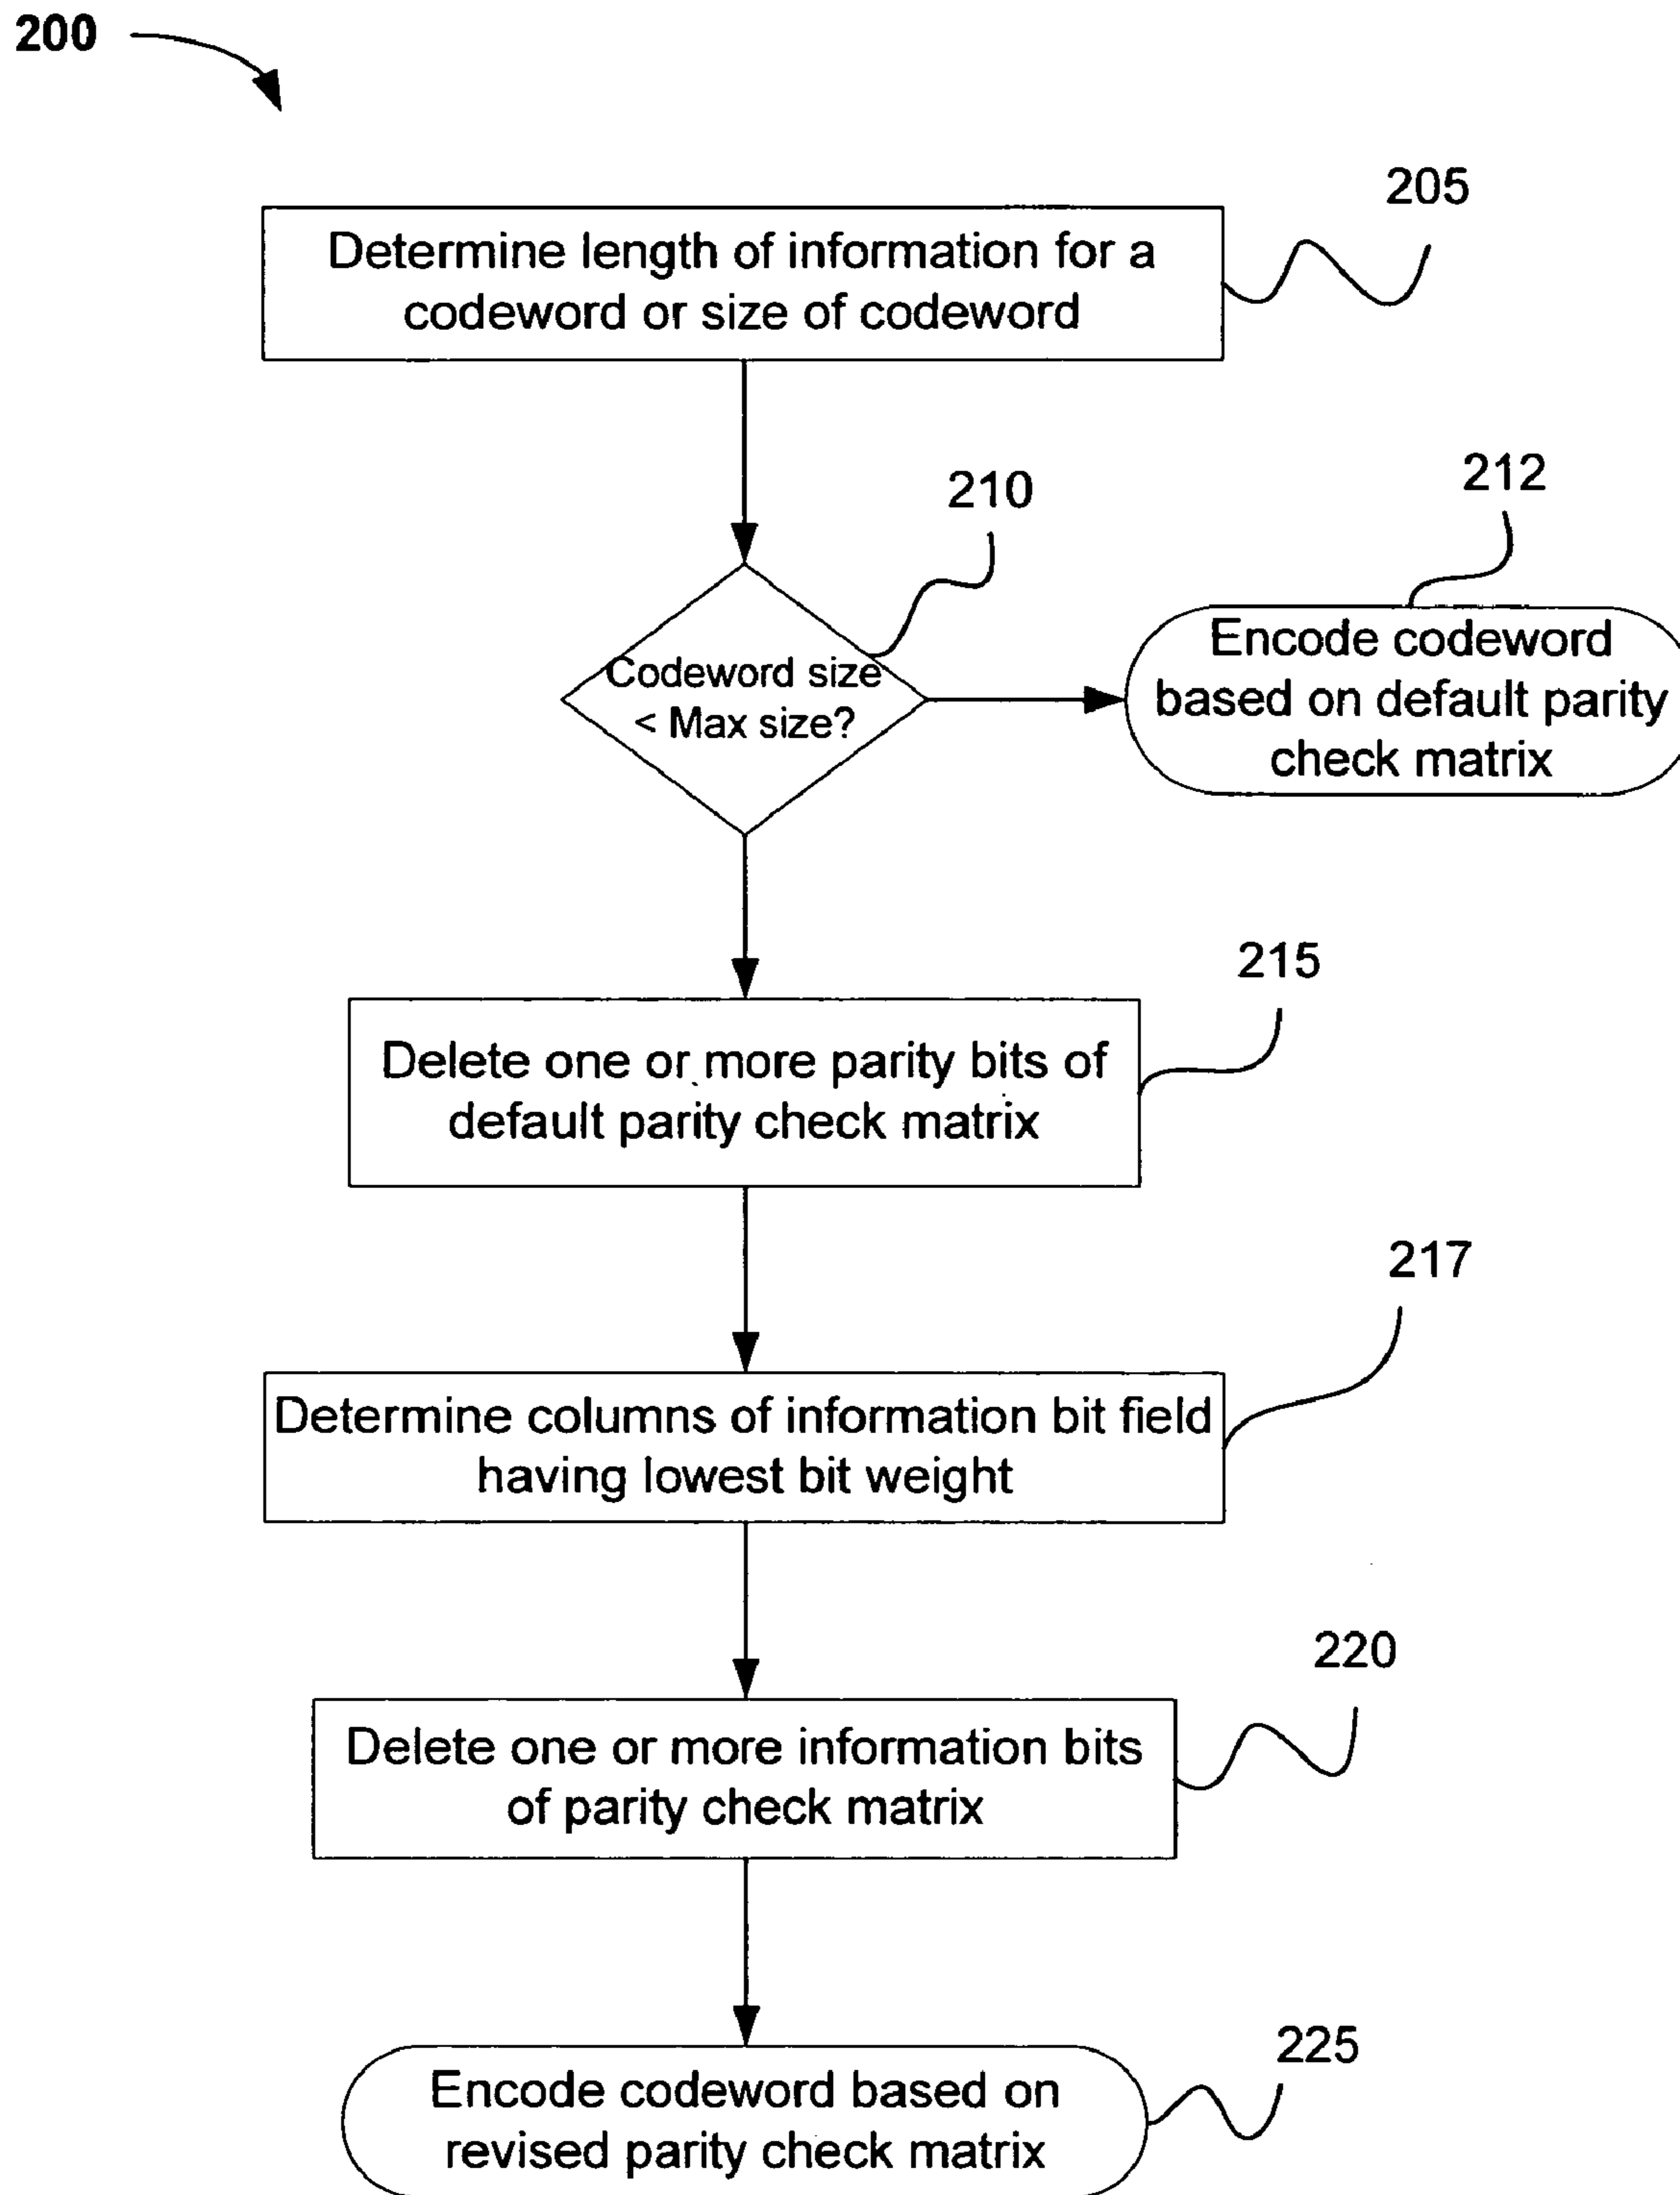 200
205
Determine length of information for a
codeword or size of codeword
210
212
Codeword size
< Max size?
Encode codeword
based on default parity
check matrix
215
Delete one or more parity bits of
default parity check matrix
217
Determine columns of information bit field
having lowest bit weight
220
Delete one or more information bits
of parity check matrix
225
Encode codeword based on
revised parity check matrix